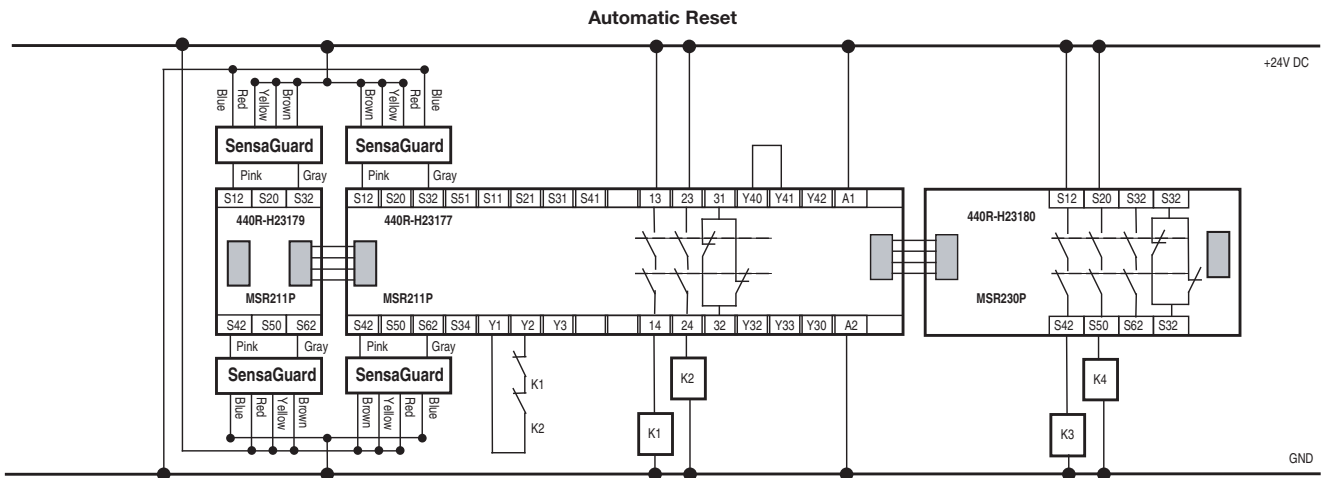 Automatic Reset
+24V DC
Blue
Red
Yellow
Brown
Brown
Yellow
Red
Blue
SensaGuard
SensaGuard
Pink
Gray
Pink
Gray
S12 S20 S32
S12 S20 S32 S51 S11 S21 S31 S41 13 23 31 Y40 Y41 Y42 A1
S12 S20 S32 S32
440R-H23179
440R-H23177
440R-H23180
MSR211P
MSR211P
MSR230P
S42 S50 S62
S42 S50 S62 S34 Y1 Y2 Y3 14 24 32 Y32 Y33 Y30 A2
S42 S50 S62 S32
Pink
Gray
Pink
Gray
SensaGuard
SensaGuard
K1
K2
K2
K4
Blue
Red
Yellow
Brown
Brown
Yellow
Red
Blue
K1
K3
GND